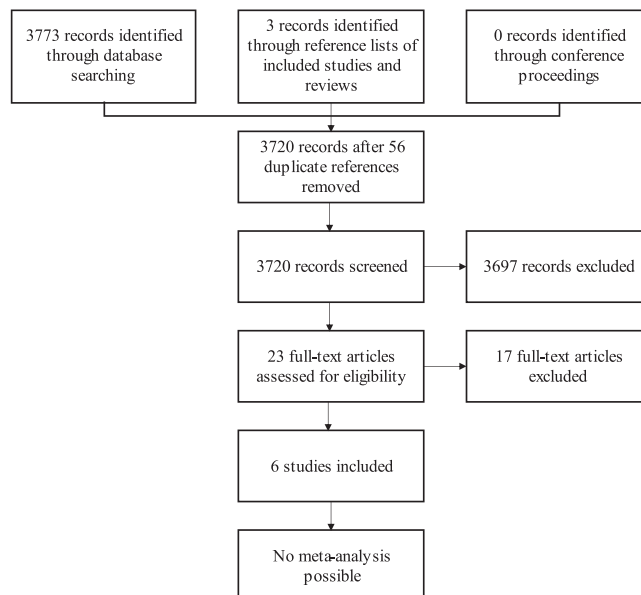 3773 records identified
through database
searching
3 records identified
through reference lists of
included studies and
reviews
0 records identified
through conference
proceedings
3720 records after 56
duplicate references
removed
3720 records screened
3697 records excluded
23 full-text articles
assessed for eligibility
17 full-text articles
excluded
6 studies included
No meta-analysis
possible